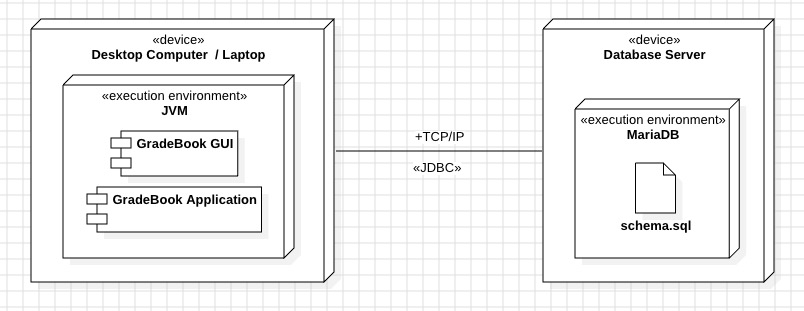 «device»
Desktop Computer / Laptop
«execution environment»
JVM
GradeBook GUI
GradeBook Application
+TCP/IP
«JDBC»
«device»
Database Server
«execution environment»
MariaDB
schema.sql